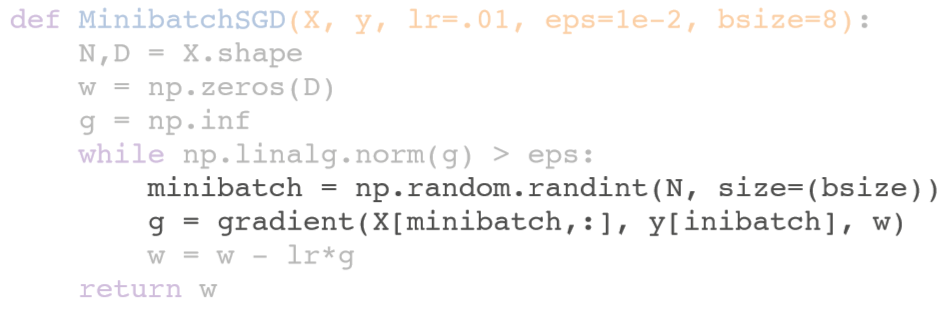 def MinibatchSGD(X, y, lr=.01, eps=1e-2, bsize=8):
    N,D = X.shape
    w = np.zeros(D)
    g = np.inf
    while np.linalg.norm(g) > eps:
        minibatch = np.random.randint(N, size=(bsize))
        g = gradient(X[minibatch,:], y[inibatch], w)
        w = w - lr*g
    return w